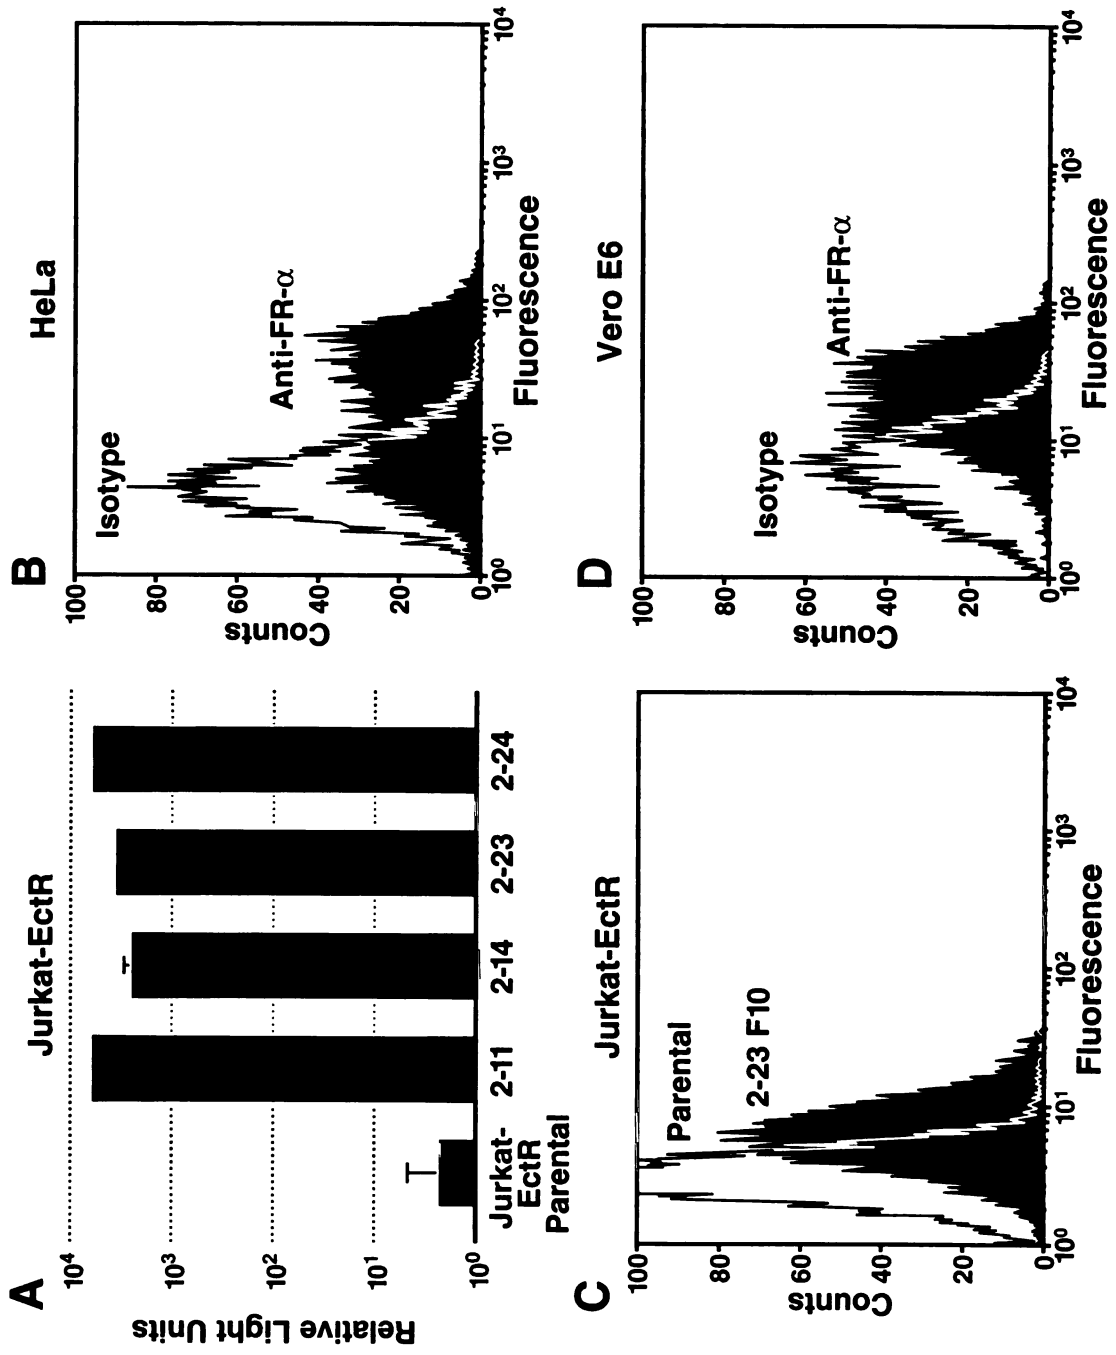 A
Jurkat-EctR
Relative Light Units
10⁴
10³
10²
10¹
10⁰
Jurkat-
EctR
Parental
2-11
2-14
2-23
2-24
B
HeLa
Counts
100
80
60
40
20
0
Isotype
Anti-FR-α
10⁰
10¹
10²
10³
10⁴
Fluorescence
C
Jurkat-EctR
Counts
100
80
60
40
20
0
Parental
2-23 F10
10⁰
10¹
10²
10³
10⁴
Fluorescence
D
Vero E6
Counts
100
80
60
40
20
0
Isotype
Anti-FR-α
10⁰
10¹
10²
10³
10⁴
Fluorescence